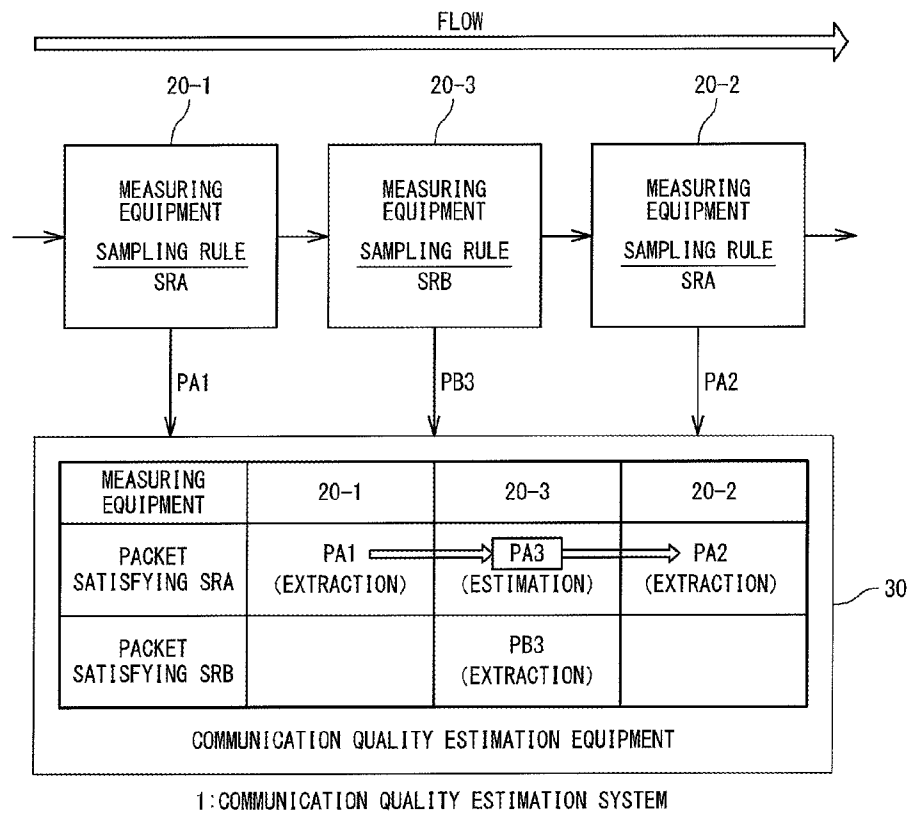 FLOW
20-1
20-3
20-2
MEASURING
EQUIPMENT
SAMPLING RULE
SRA
MEASURING
EQUIPMENT
SAMPLING RULE
SRB
MEASURING
EQUIPMENT
SAMPLING RULE
SRA
PA1
PB3
PA2
MEASURING
EQUIPMENT
20-1
20-3
20-2
PACKET
SATISFYING SRA
PA1
(EXTRACTION)
PA3
(ESTIMATION)
PA2
(EXTRACTION)
30
PACKET
SATISFYING SRB
PB3
(EXTRACTION)
COMMUNICATION QUALITY ESTIMATION EQUIPMENT
1:COMMUNICATION QUALITY ESTIMATION SYSTEM